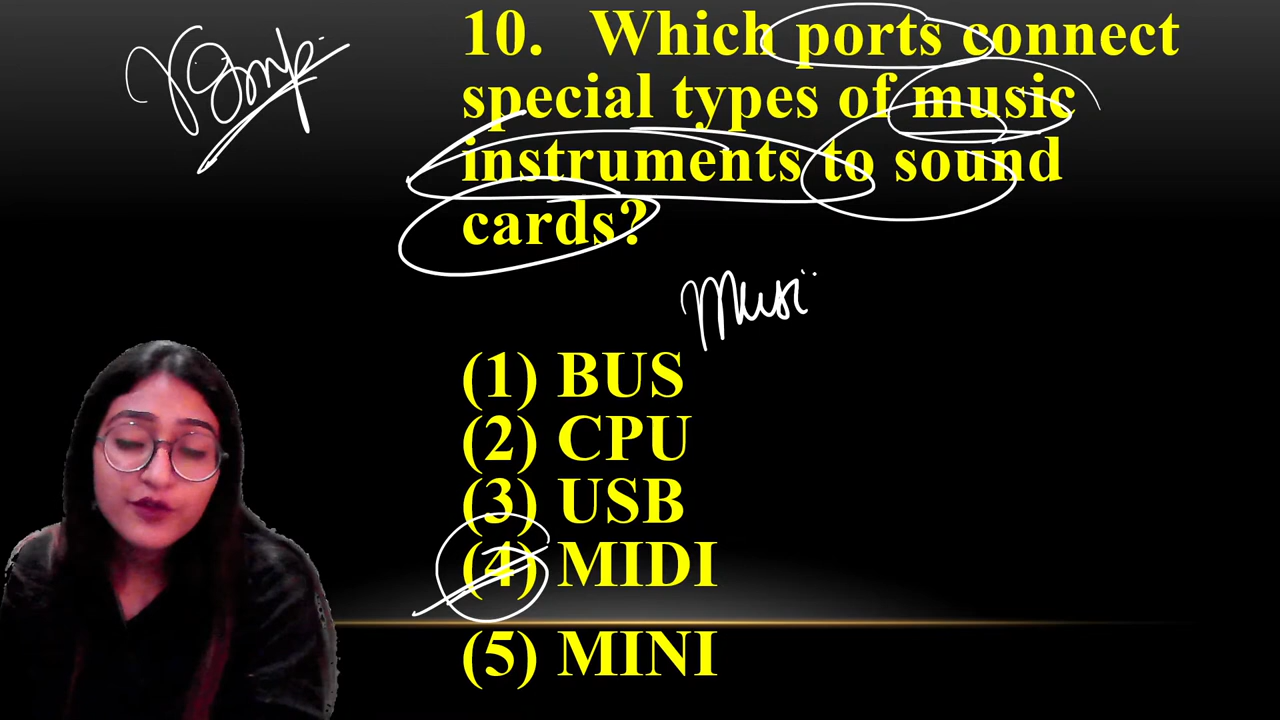 V. Imp.
10. Which ports connect
special types of music
instruments to sound
cards?
Musi
(1) BUS
(2) CPU
(3) USB
(4) MIDI
(5) MINI